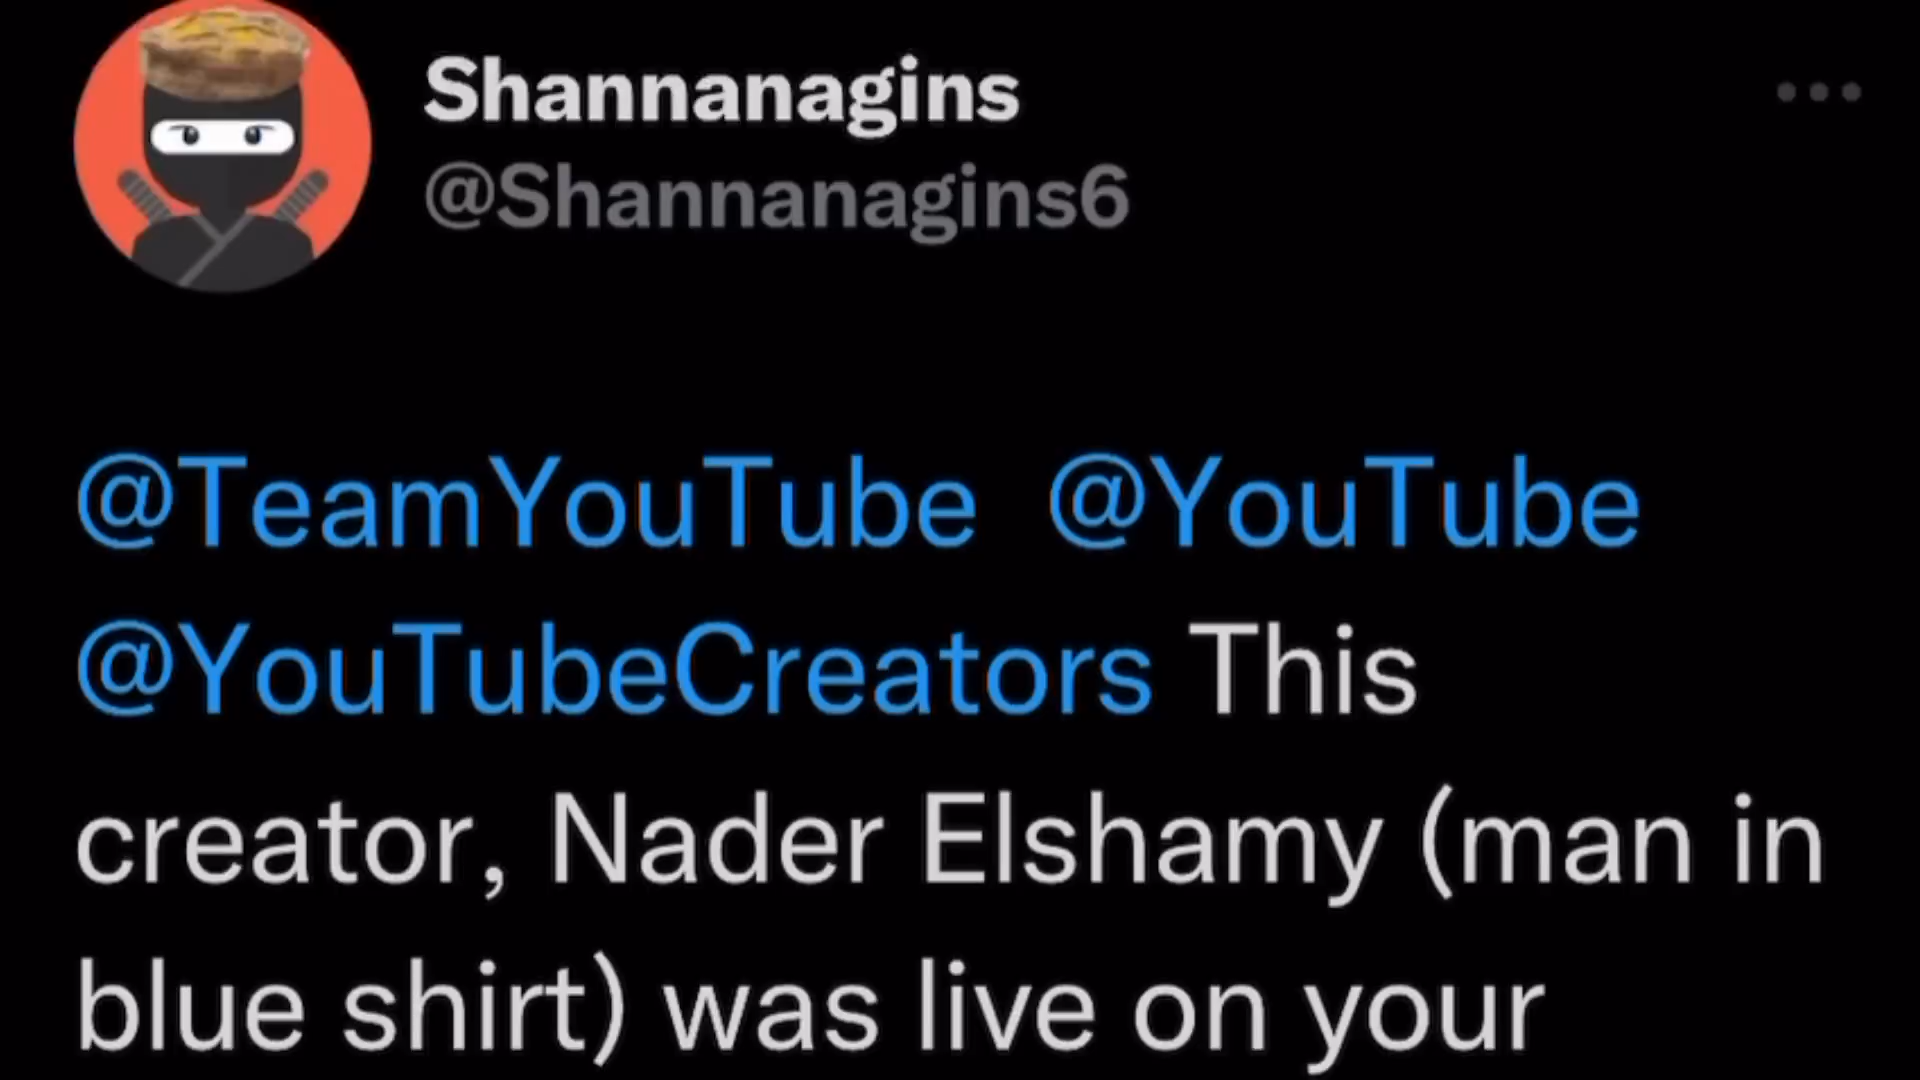 Shannanagins
@Shannanagins6
@TeamYouTube @YouTube
@YouTubeCreators This
creator, Nader Elshamy (man in
blue shirt) was live on your